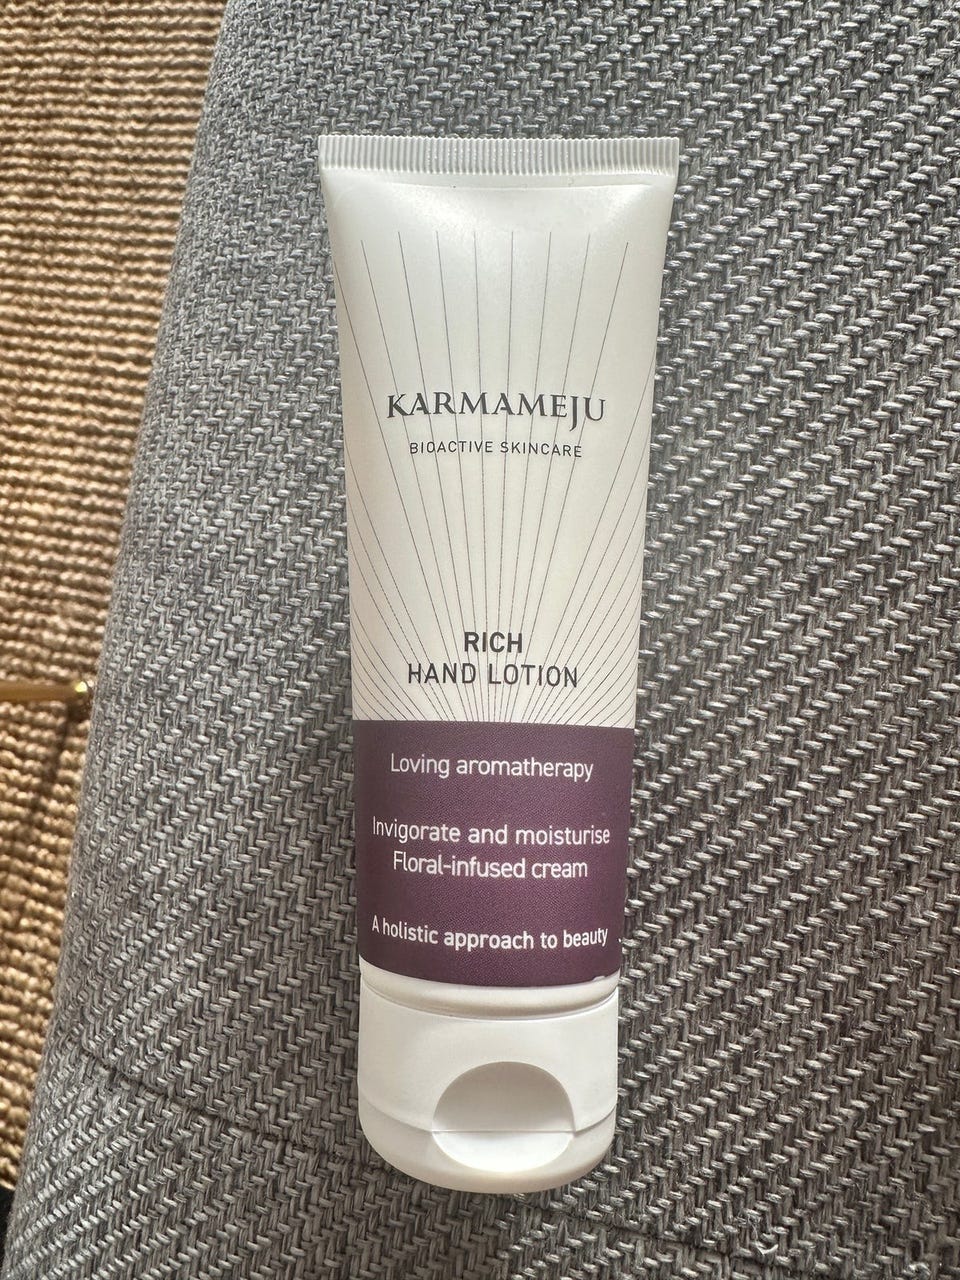 KARMAMEJU
BIOACTIVE SKINCARE
RICH
HAND LOTION
Loving aromatherapy
Invigorate and moisturise
Floral-infused cream
A holistic approach to beauty